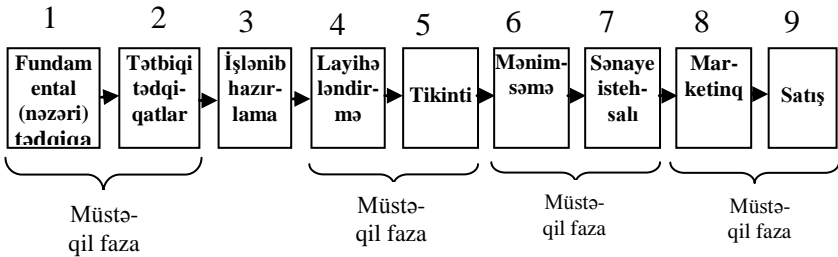 1 2 3 4 5 6 7 8 9
Fundam
ental
(nəzəri)
tədqiqa
Tətbiqi
tədqi-
qatlar
İşlənib
hazır-
lama
Layihə
ləndir-
mə
Tikinti
Mənim-
səmə
Sənaye
isteh-
salı
Mar-
ketinq
Satış
Müstə-
qil faza
Müstə-
qil faza
Müstə-
qil faza
Müstə-
qil faza